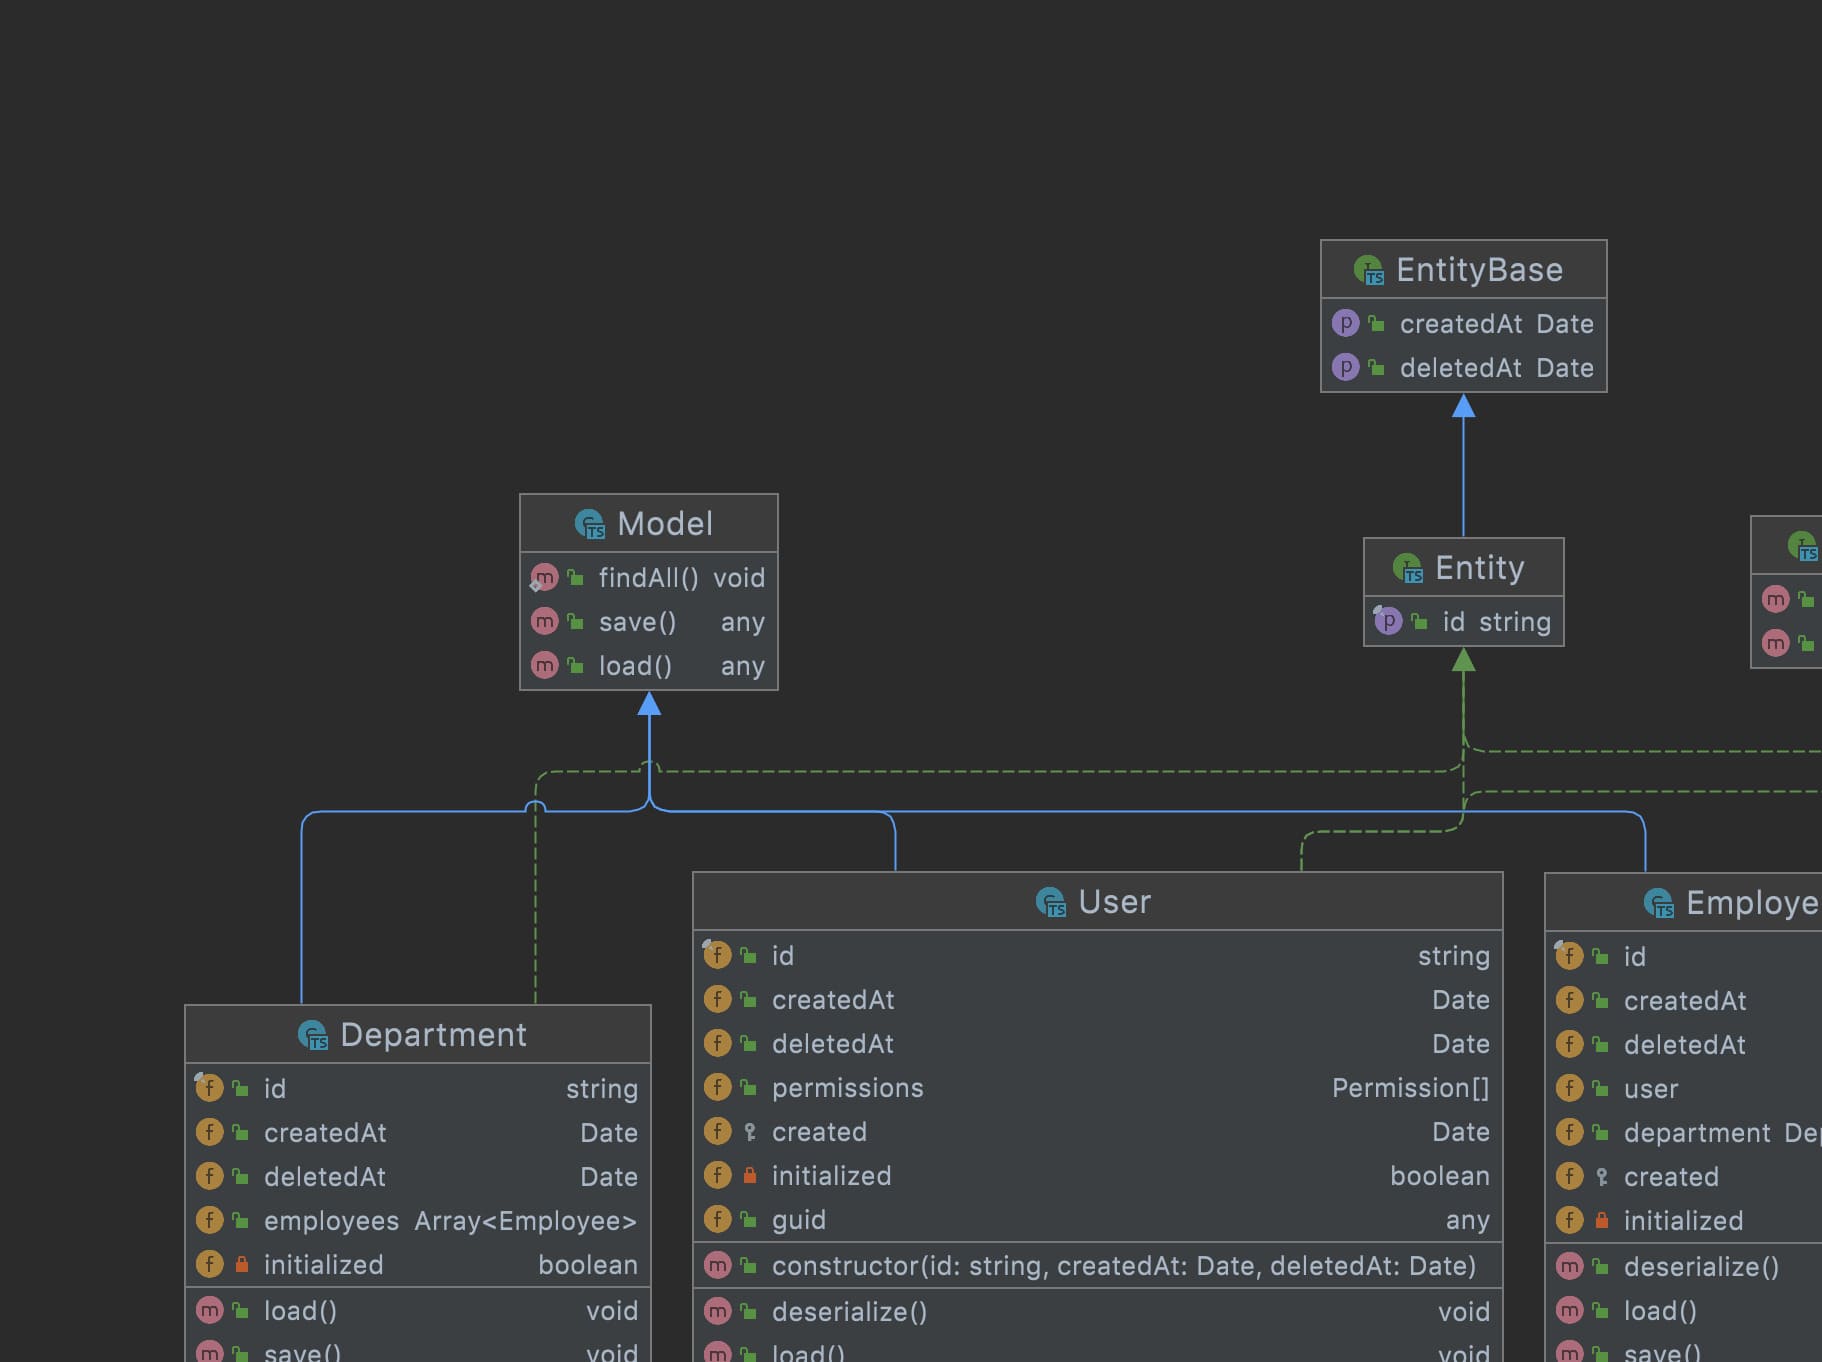 EntityBase
createdAt Date
deletedAt Date
Model
findAll() void
save() any
load() any
Entity
id string
User
id string
createdAt Date
deletedAt Date
permissions Permission[]
created Date
initialized boolean
guid any
constructor(id: string, createdAt: Date, deletedAt: Date)
deserialize() void
load() void
Employe
id
createdAt
deletedAt
user
department
created
initialized
deserialize()
load()
save()
Department
id string
createdAt Date
deletedAt Date
employees Array<Employee>
initialized boolean
load() void
save() void